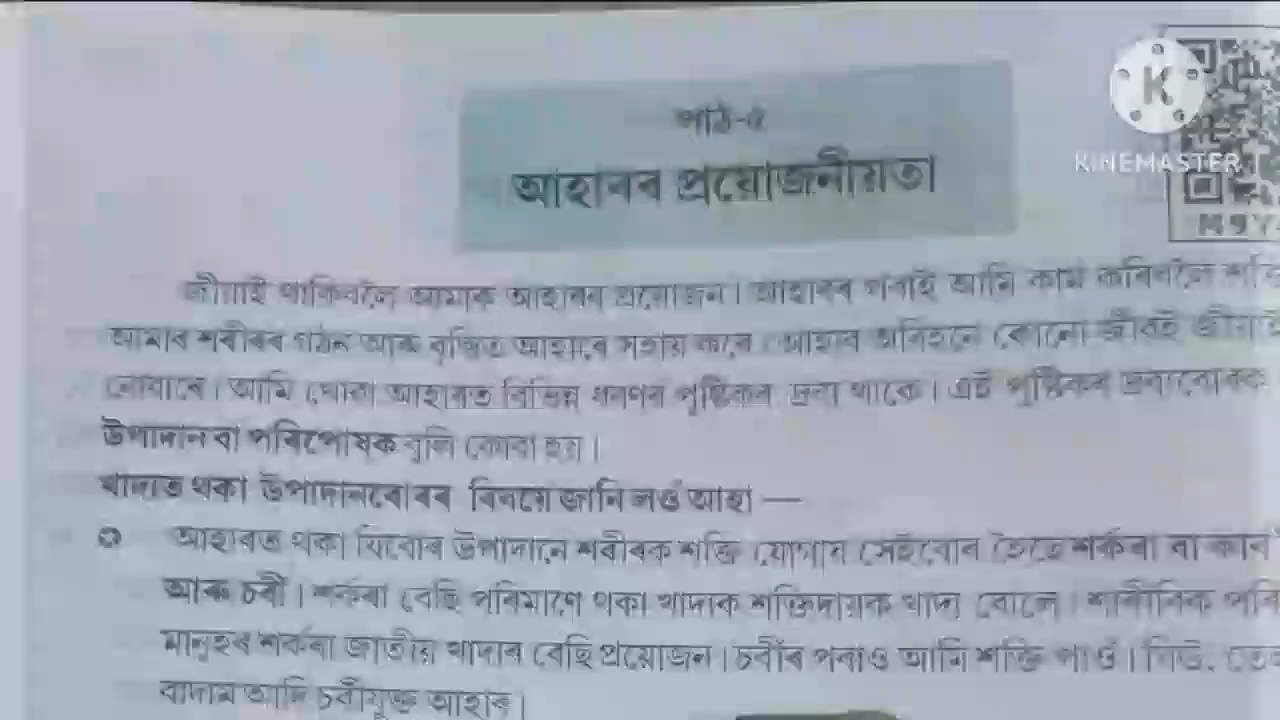 পাঠ-৫
আহাৰৰ প্ৰয়োজনীয়তা
KINEMASTER
M9Y
জীয়াই থাকিবলৈ আমাক আহাৰৰ প্ৰয়োজন। আহাৰৰ পৰাই আমি কাম কৰিবলৈ
আমাৰ শৰীৰৰ গঠন আৰু বৃদ্ধিত আহাৰে সহায় কৰে। আহাৰ অবিহনে কোনো জীৱই জীয়াই
নোৱাৰে। আমি খোৱা আহাৰত বিভিন্ন ধৰণৰ পুষ্টিকৰ দ্ৰব্য থাকে। এই পুষ্টিকৰ দ্ৰব্যবোৰক
উপাদান বা পৰিপোষক বুলি কোৱা হয়।
খাদ্যত থকা উপাদানবোৰৰ বিষয়ে জানি লওঁ আহা —
আহাৰত থকা যিবোৰ উপাদানে শৰীৰক শক্তি যোগায় সেইবোৰ হৈছে শৰ্কৰা বা কাৰ্ব
আৰু চৰ্বী। শৰ্কৰা বেছি পৰিমাণে থকা খাদ্যক শক্তিদায়ক খাদ্য বোলে। শাৰীৰিক পৰি
মানুহৰ শৰ্কৰা জাতীয় খাদ্যৰ বেছি প্ৰয়োজন। চৰ্বীৰ পৰাও আমি শক্তি পাওঁ। ঘিউ, তেল
বাদাম আদি চৰ্বীযুক্ত আহাৰ।